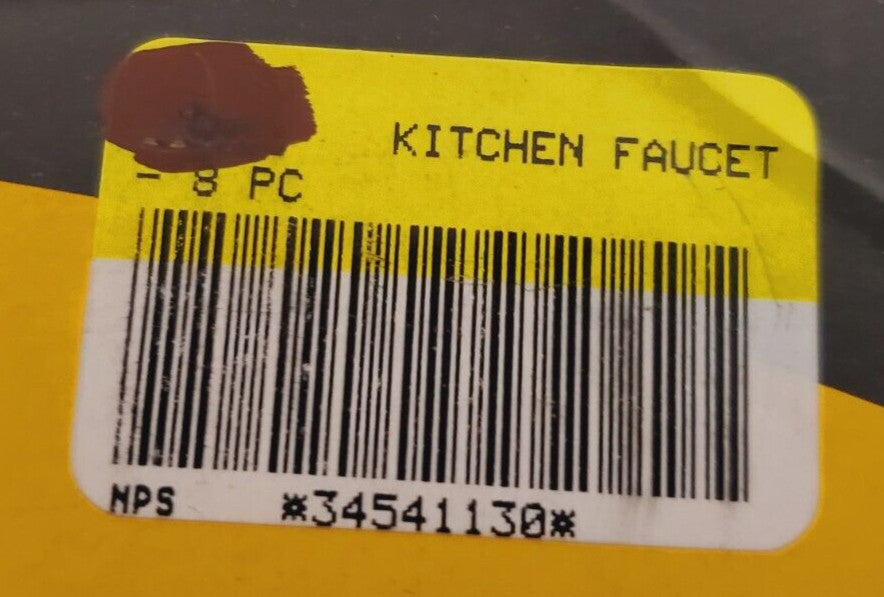 KITCHEN FAUCET
- 8 PC
NPS *34541130*